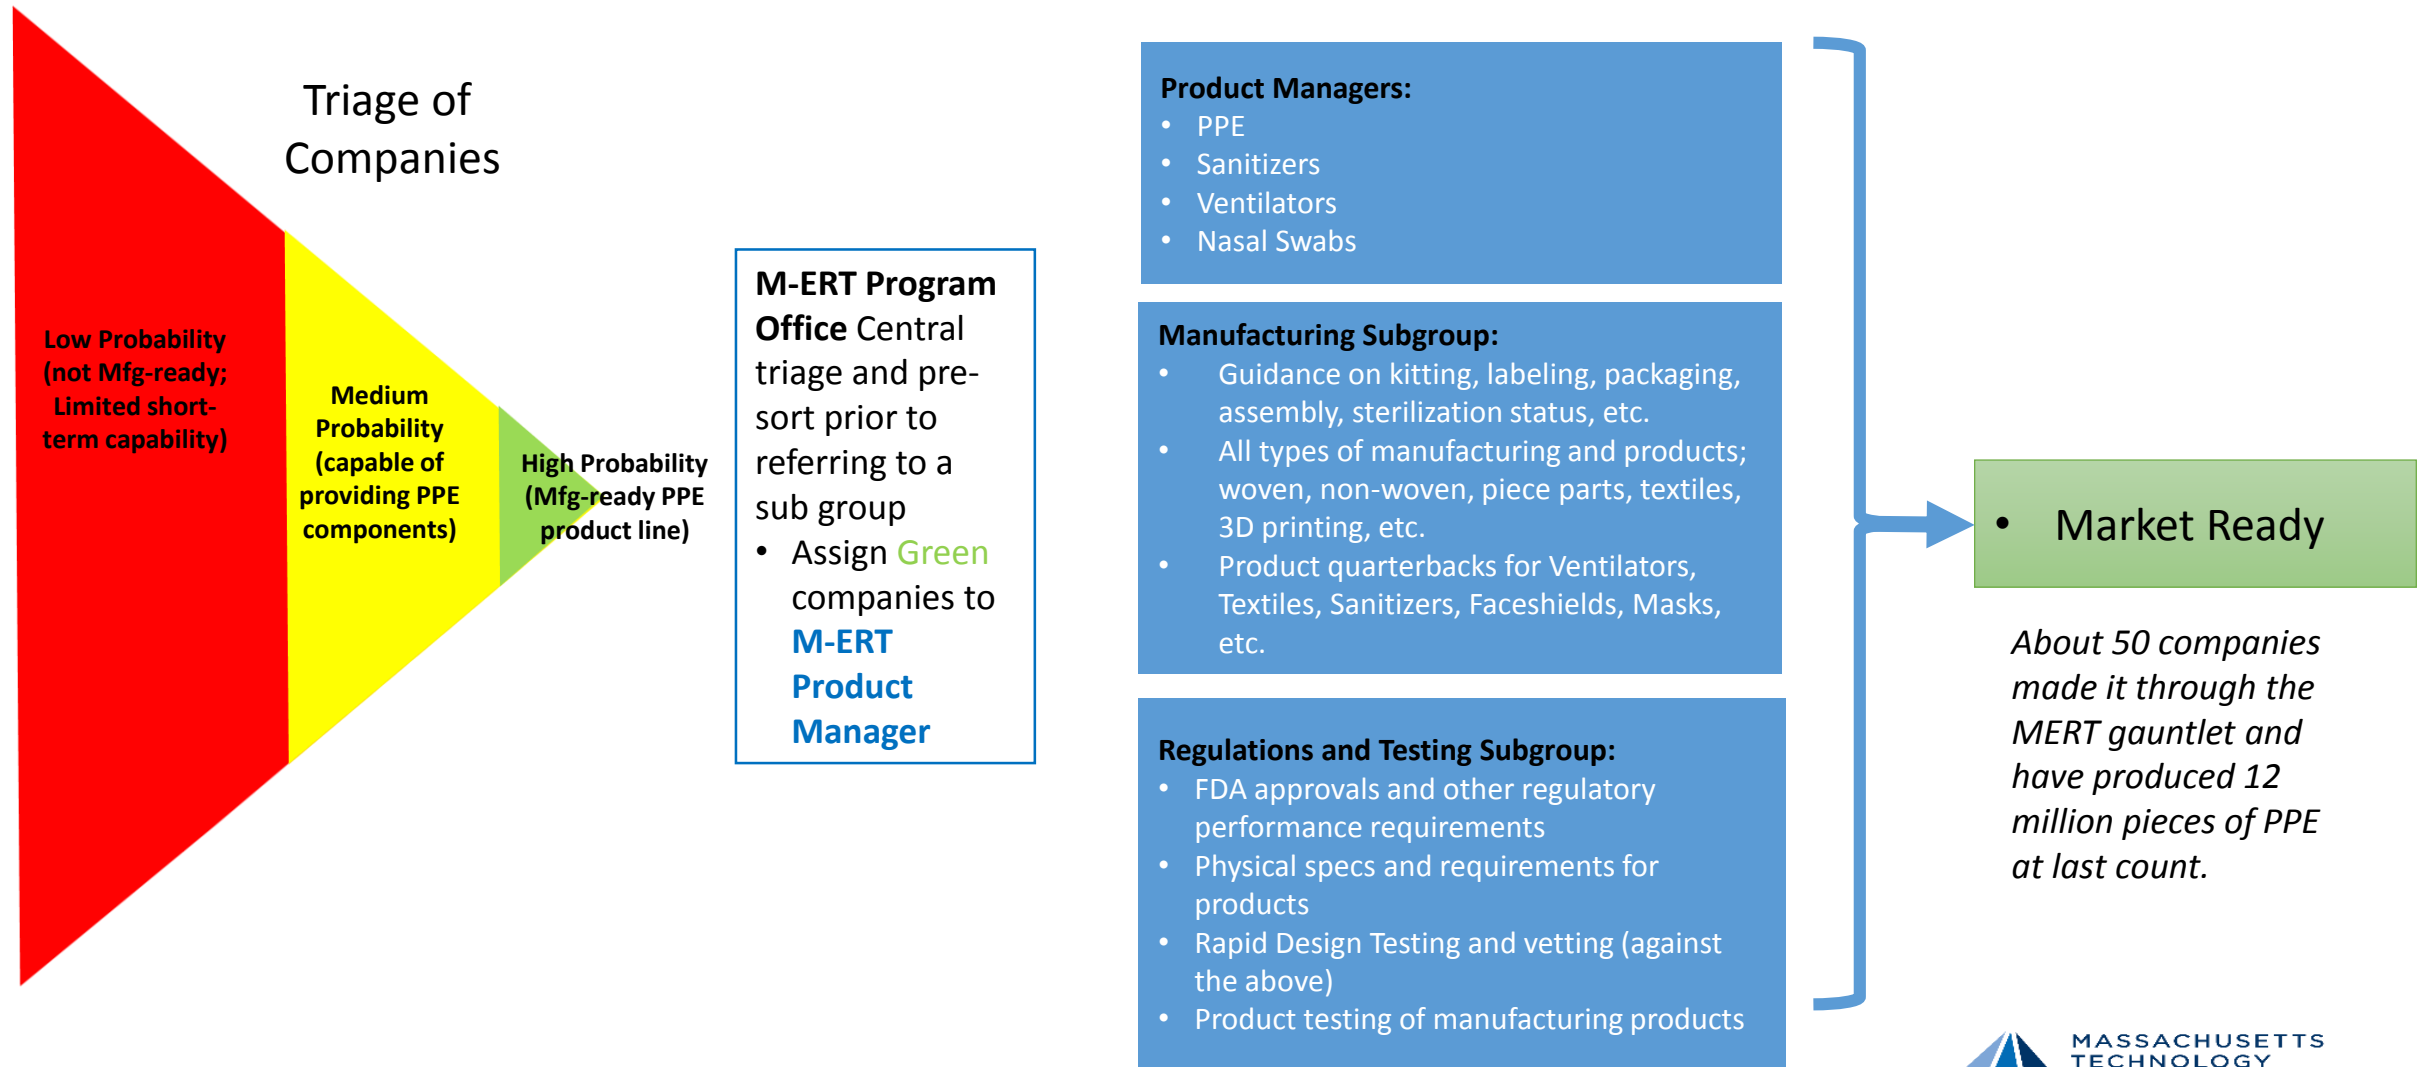 Triage of
Companies
Low Probability
(not Mfg-ready;
Limited short-
term capability)
Medium
Probability
(capable of
providing PPE
components)
High Probability
(Mfg-ready PPE
product line)
M-ERT Program
Office Central
triage and pre-
sort prior to
referring to a
sub group
• Assign Green
companies to
M-ERT
Product
Manager
Product Managers:
• PPE
• Sanitizers
• Ventilators
• Nasal Swabs
Manufacturing Subgroup:
• Guidance on kitting, labeling, packaging,
assembly, sterilization status, etc.
• All types of manufacturing and products;
woven, non-woven, piece parts, textiles,
3D printing, etc.
• Product quarterbacks for Ventilators,
Textiles, Sanitizers, Faceshields, Masks,
etc.
Regulations and Testing Subgroup:
• FDA approvals and other regulatory
performance requirements
• Physical specs and requirements for
products
• Rapid Design Testing and vetting (against
the above)
• Product testing of manufacturing products
• Market Ready
About 50 companies
made it through the
MERT gauntlet and
have produced 12
million pieces of PPE
at last count.
MASSACHUSETTS
TECHNOLOGY